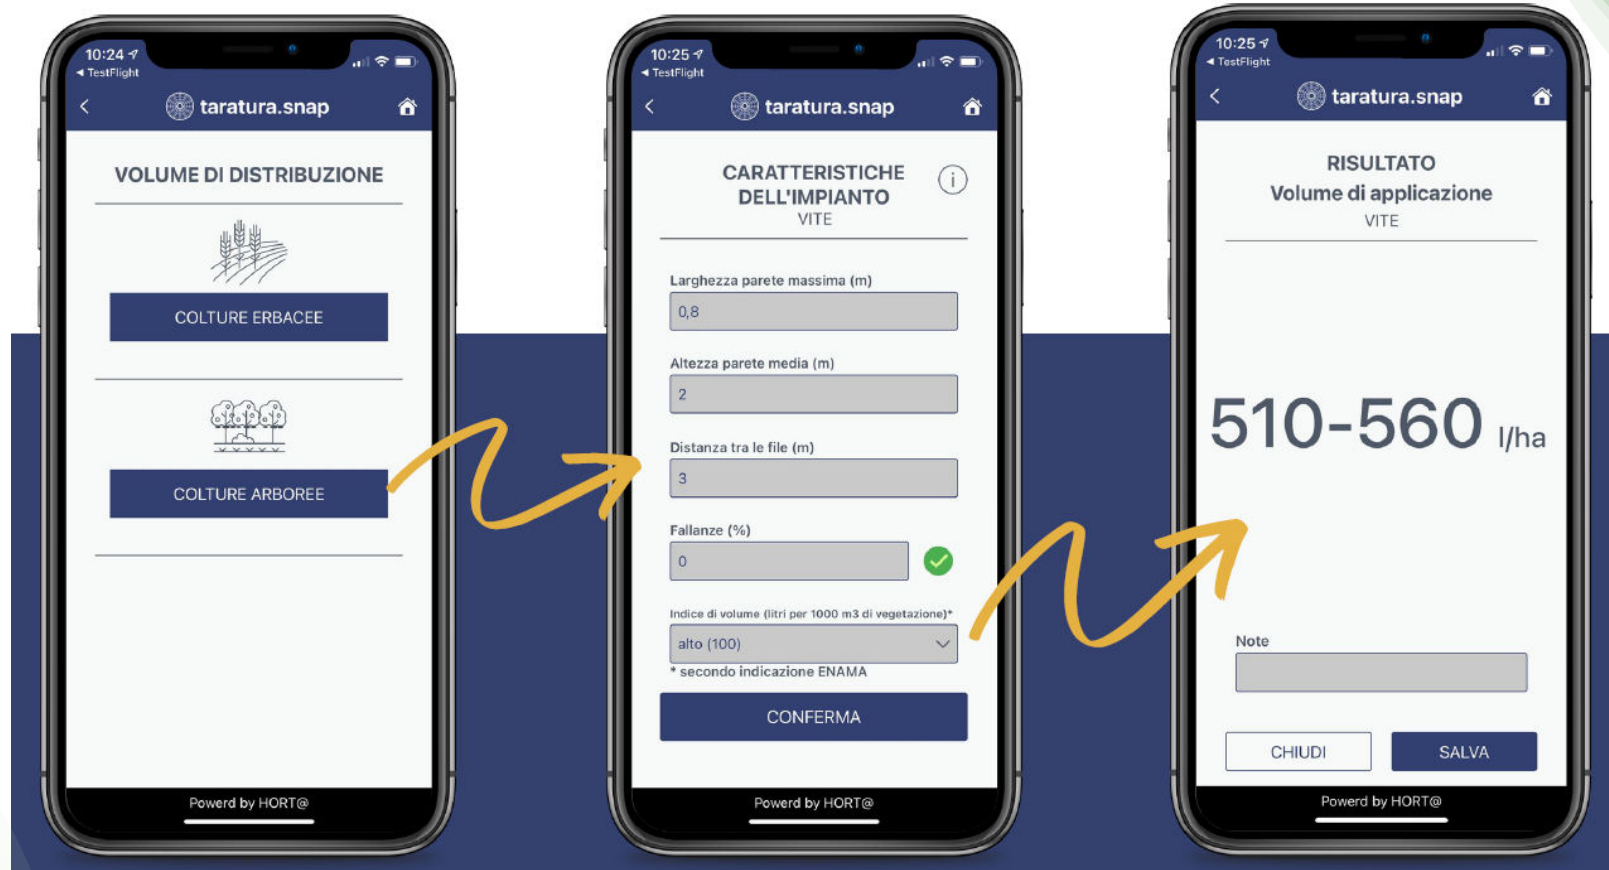 10:24
◀ TestFlight
taratura.snap
VOLUME DI DISTRIBUZIONE
COLTURE ERBACEE
COLTURE ARBOREE
Powerd by HORT@
10:25
◀ TestFlight
taratura.snap
CARATTERISTICHE
DELL'IMPIANTO
VITE
Larghezza parete massima (m)
0,8
Altezza parete media (m)
2
Distanza tra le file (m)
3
Fallanze (%)
0
Indice di volume (litri per 1000 m3 di vegetazione)*
alto (100)
* secondo indicazione ENAMA
CONFERMA
Powerd by HORT@
10:25
◀ TestFlight
taratura.snap
RISULTATO
Volume di applicazione
VITE
510-560 l/ha
Note
CHIUDI
SALVA
Powerd by HORT@